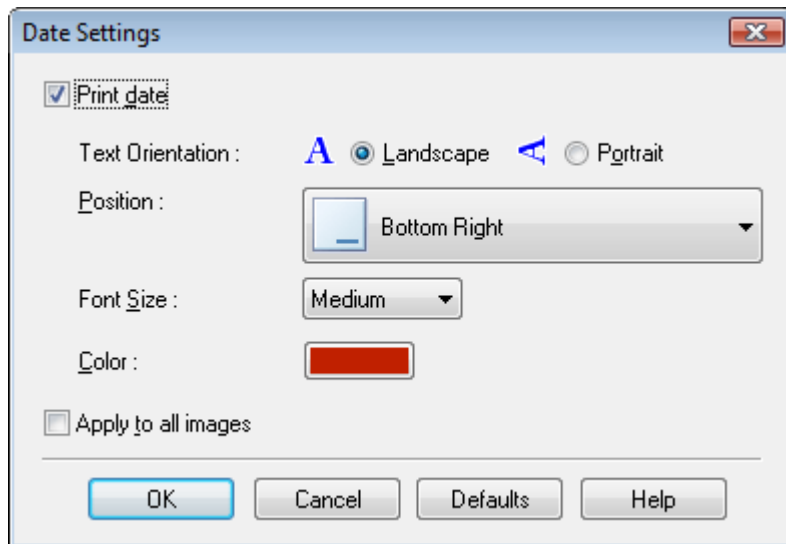 Date Settings
Print date
Text Orientation : A Landscape A Portrait
Position : Bottom Right
Font Size : Medium
Color :
Apply to all images
OK Cancel Defaults Help